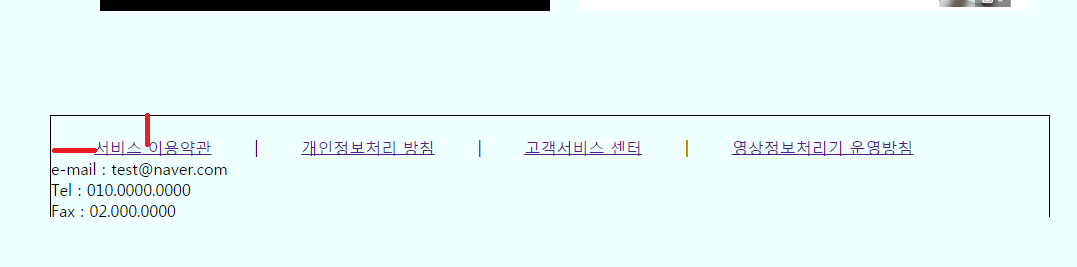 서비스 이용약관 | 개인정보처리 방침 | 고객서비스 센터 | 영상정보처리기 운영방침
e-mail : test@naver.com
Tel : 010.0000.0000
Fax : 02.000.0000